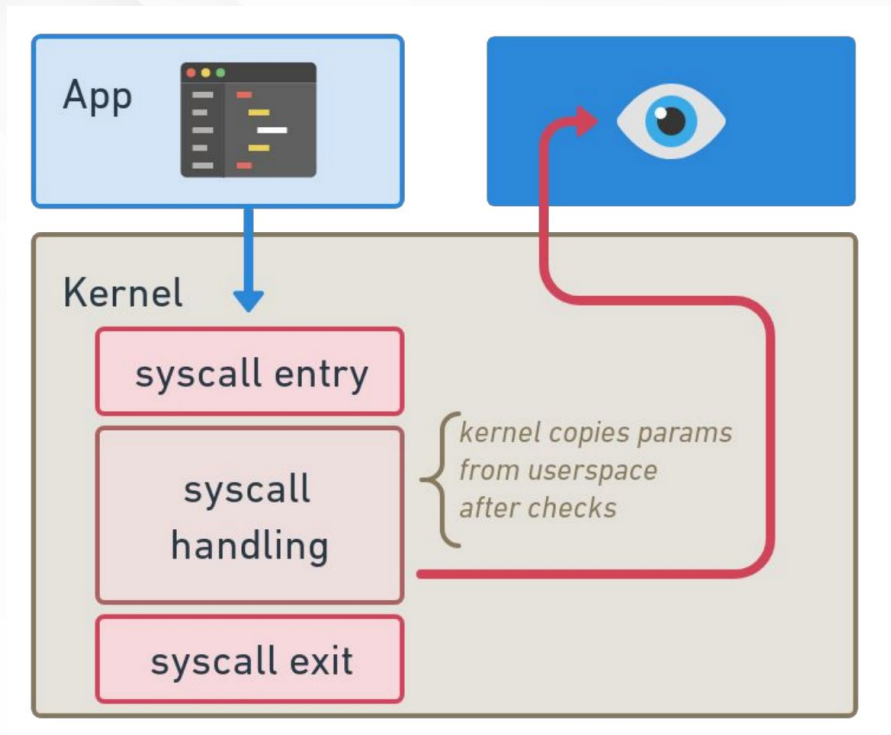 App
Kernel
syscall entry
syscall
handling
kernel copies params
from userspace
after checks
syscall exit